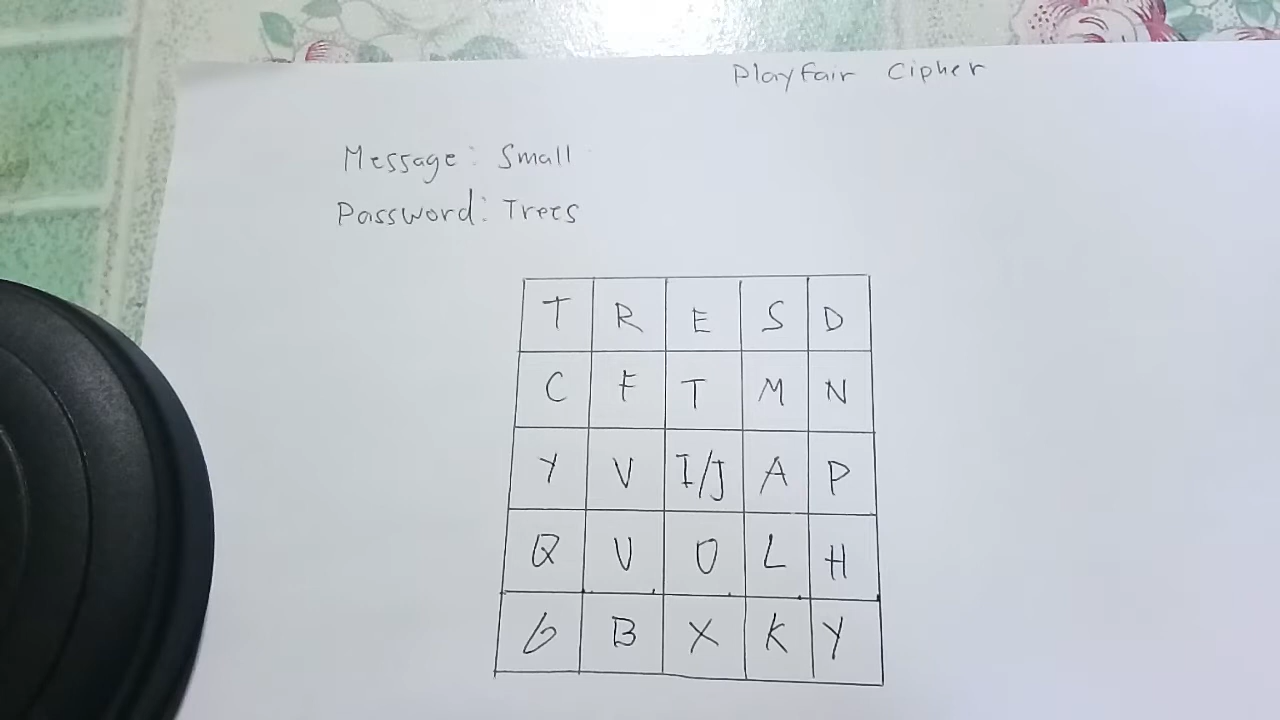 Playfair Cipher
Message: Small
Password: Trees
T R E S D
C F T M N
Y V I/J A P
Q U O L H
G B X K Y